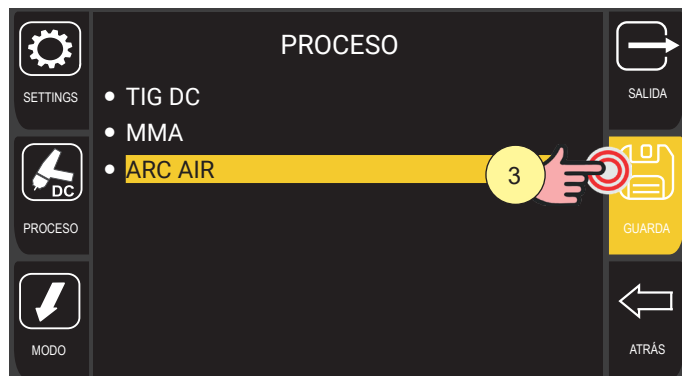 PROCESO
SETTINGS
• TIG DC
SALIDA
• MMA
• ARC AIR
3
DC
PROCESO
GUARDA
MODO
ATRÁS